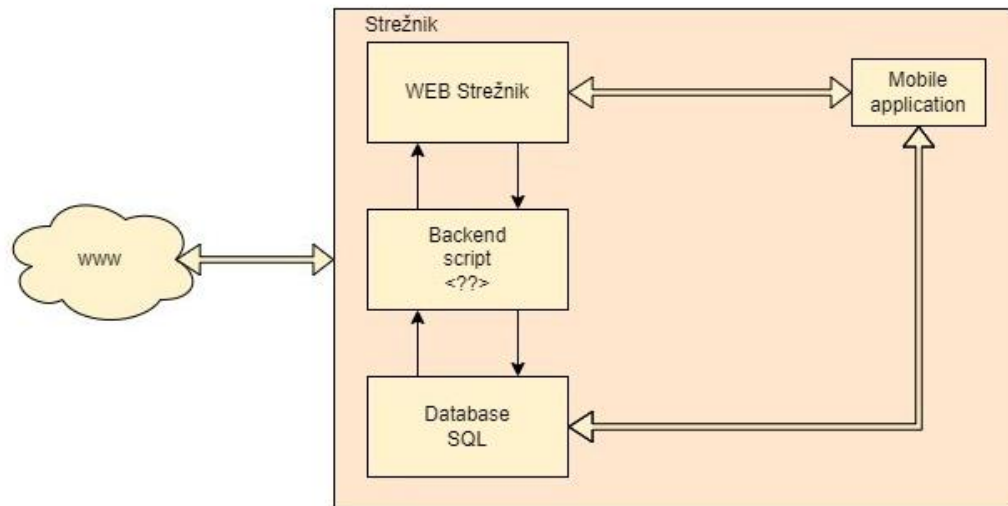 Strežnik
WEB Strežnik
Mobile
application
www
Backend
script
<??>
Database
SQL